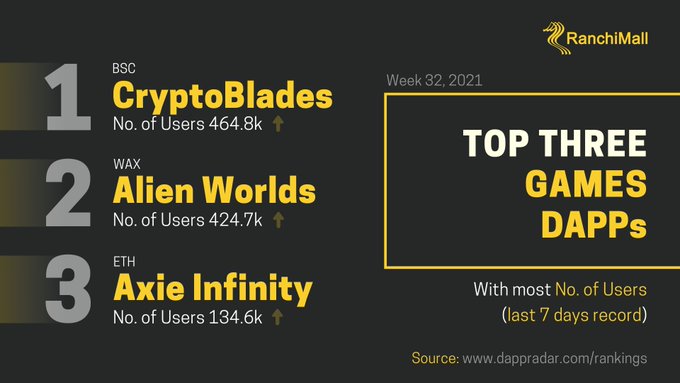 RanchiMall
1
BSC
CryptoBlades
No. of Users 464.8k
2
WAX
Alien Worlds
No. of Users 424.7k
3
ETH
Axie Infinity
No. of Users 134.6k
Week 32, 2021
TOP THREE
GAMES
DAPPs
With most No. of Users
(last 7 days record)
Source: www.dappradar.com/rankings